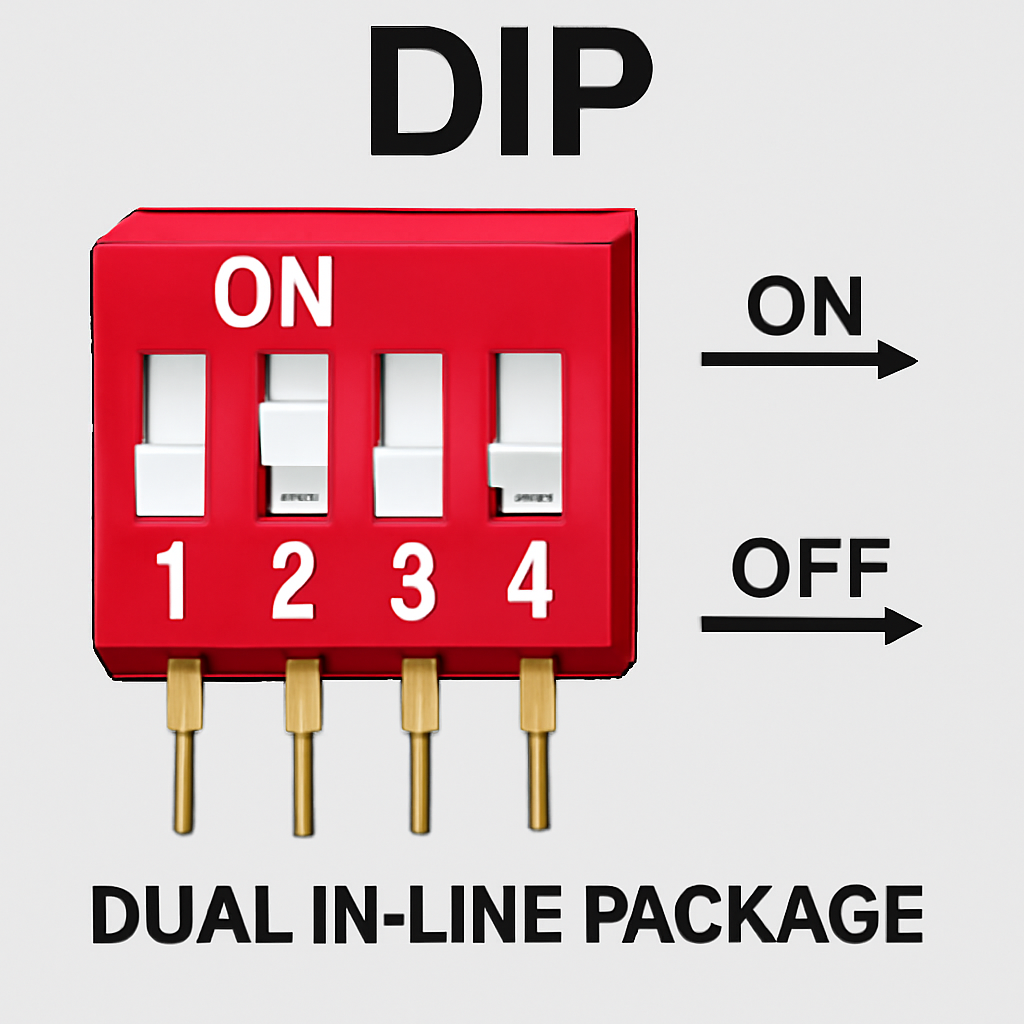 DIP
ON
ON
OFF
1 2 3 4
DUAL IN-LINE PACKAGE